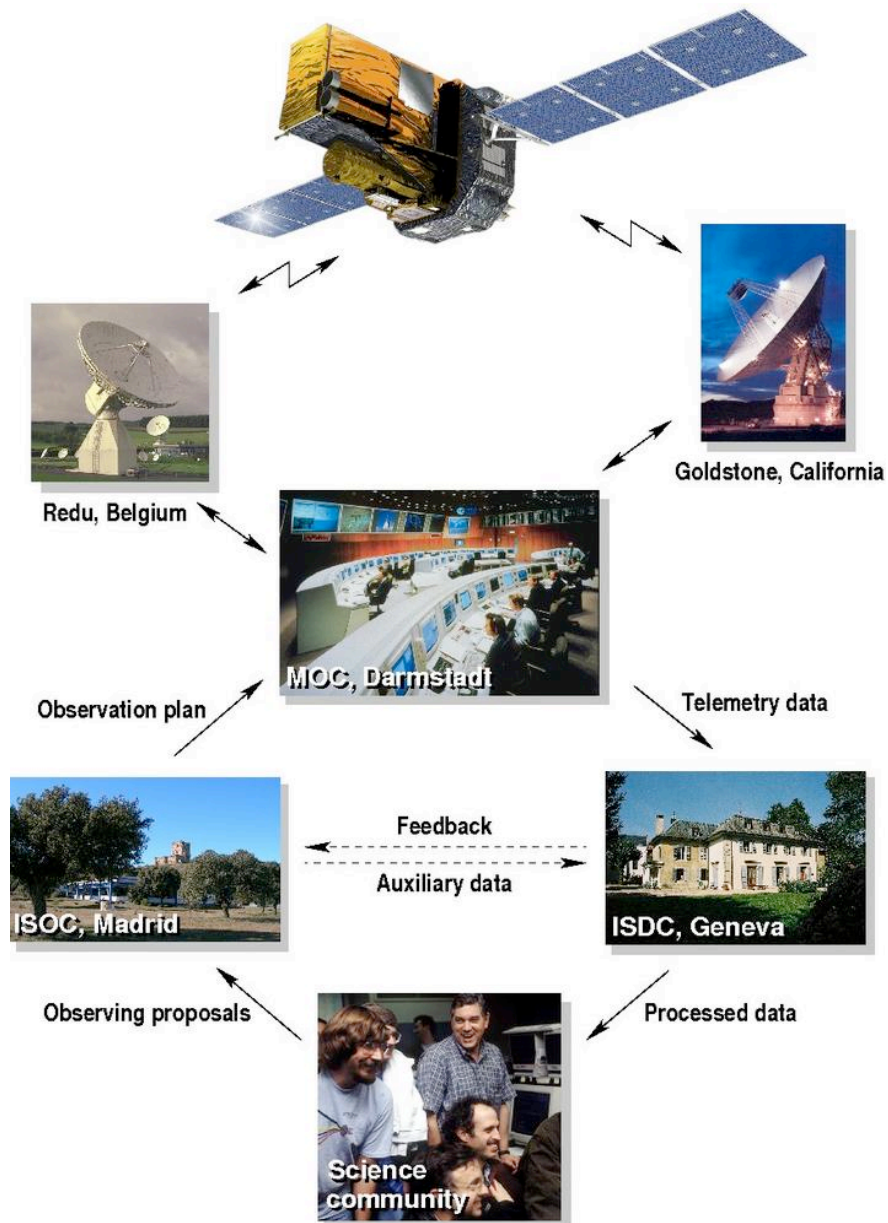 Goldstone, California
Redu, Belgium
MOC, Darmstadt
Observation plan
Telemetry data
Feedback
Auxiliary data
ISOC, Madrid
ISDC, Geneva
Observing proposals
Processed data
Science
community